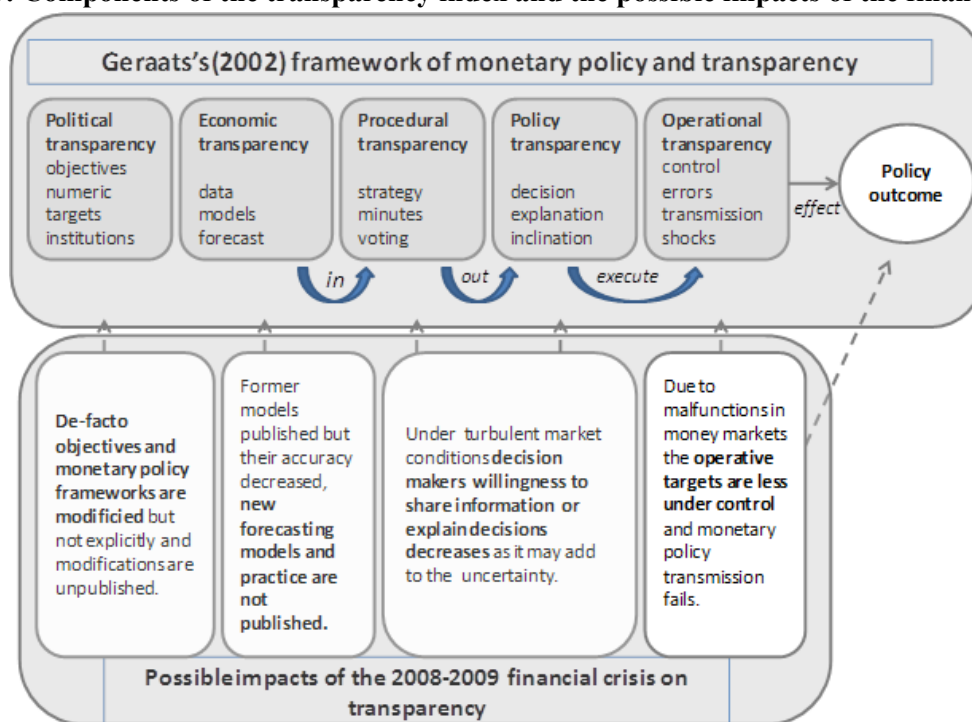 Components of the transparency index and the possible impacts of the
Geraats's(2002) framework of monetary policy and transparency
Political
transparency
objectives
numeric
targets
institutions
Economic
transparency
data
models
forecast
Procedural
transparency
strategy
minutes
voting
Policy
transparency
decision
explanation
inclination
Operational
transparency
control
errors
transmission
shocks
effect
Policy
outcome
in
out
execute
De-facto
objectives and
monetary policy
frameworks are
modificied but
not explicitly and
modifications are
unpublished.
Former
models
published but
their accuracy
decreased,
new
forecasting
models and
practice are
not
published.
Under turbulent market
conditions decision
makers willingness to
share information or
explain decisions
decreases as it may add
to the uncertainty.
Due to
malfunctions in
money markets
the operative
targets are less
under control
and monetary
policy
transmission
fails.
Possible impacts of the 2008-2009 financial crisis on
transparency